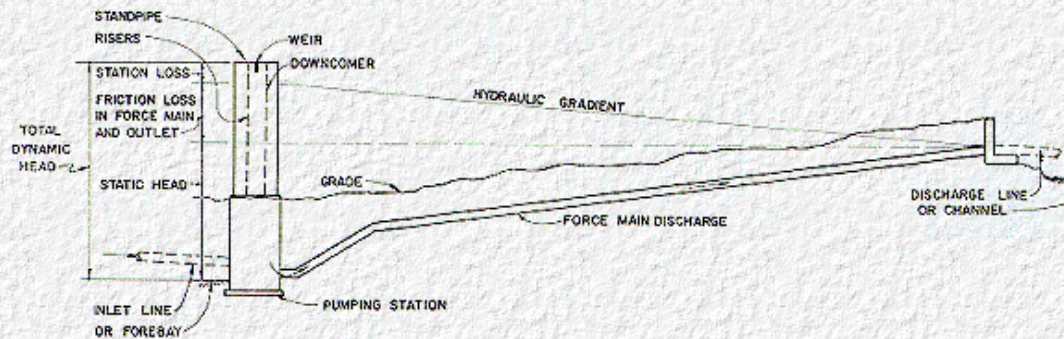 STANDPIPE
RISERS
WEIR
DOWNCOMER
STATION LOSS
FRICTION LOSS
IN FORCE MAIN
AND OUTLET
HYDRAULIC GRADIENT
TOTAL
DYNAMIC
HEAD
STATIC HEAD
GRADE
FORCE MAIN DISCHARGE
DISCHARGE LINE
OR CHANNEL
INLET LINE
OR FOREBAY
PUMPING STATION